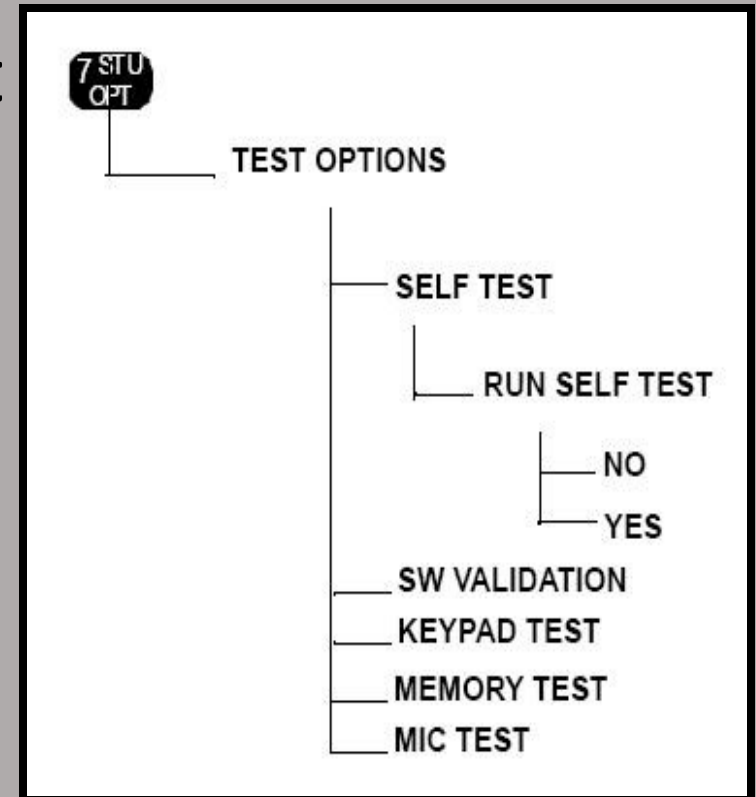 7 STU
OPT
TEST OPTIONS
SELF TEST
RUN SELF TEST
NO
YES
SW VALIDATION
KEYPAD TEST
MEMORY TEST
MIC TEST